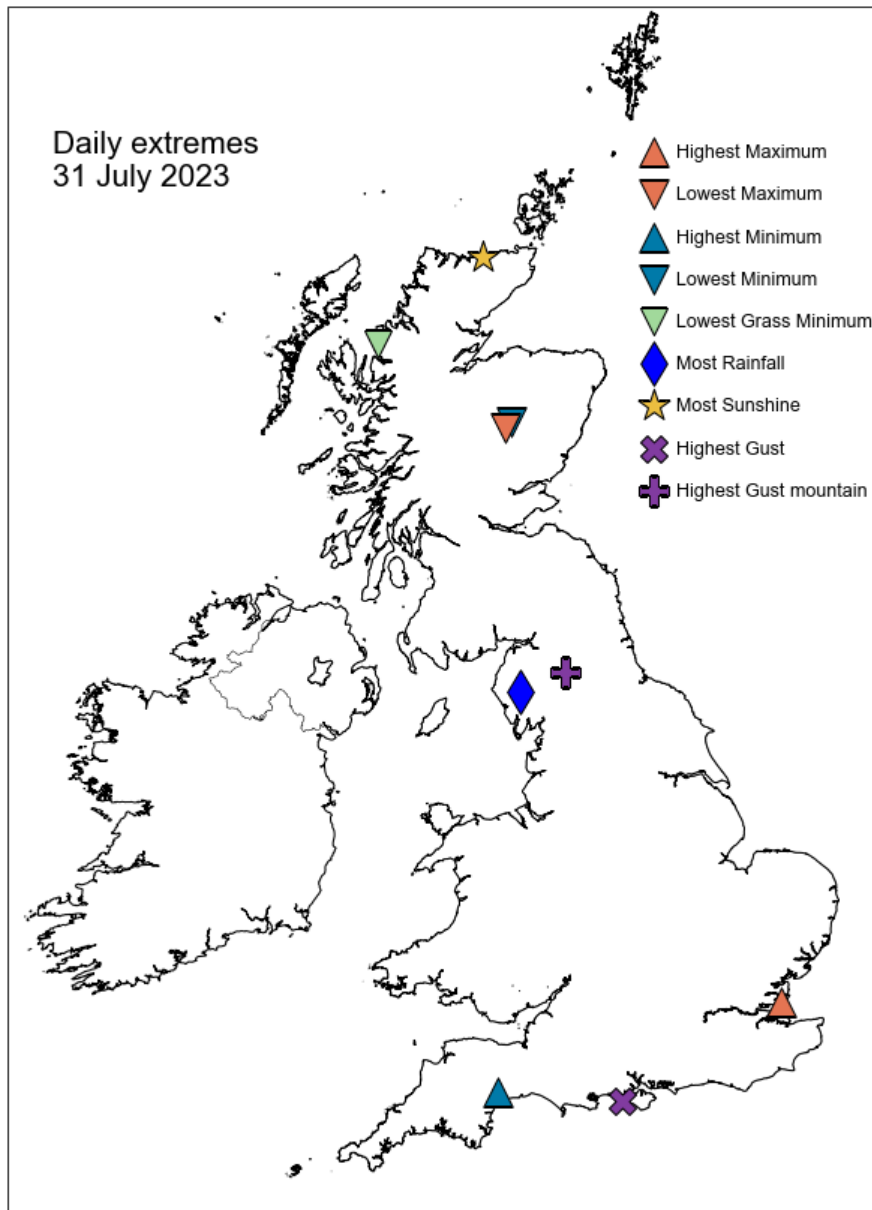 Daily extremes
31 July 2023
Highest Maximum
Lowest Maximum
Highest Minimum
Lowest Minimum
Lowest Grass Minimum
Most Rainfall
Most Sunshine
Highest Gust
Highest Gust mountain